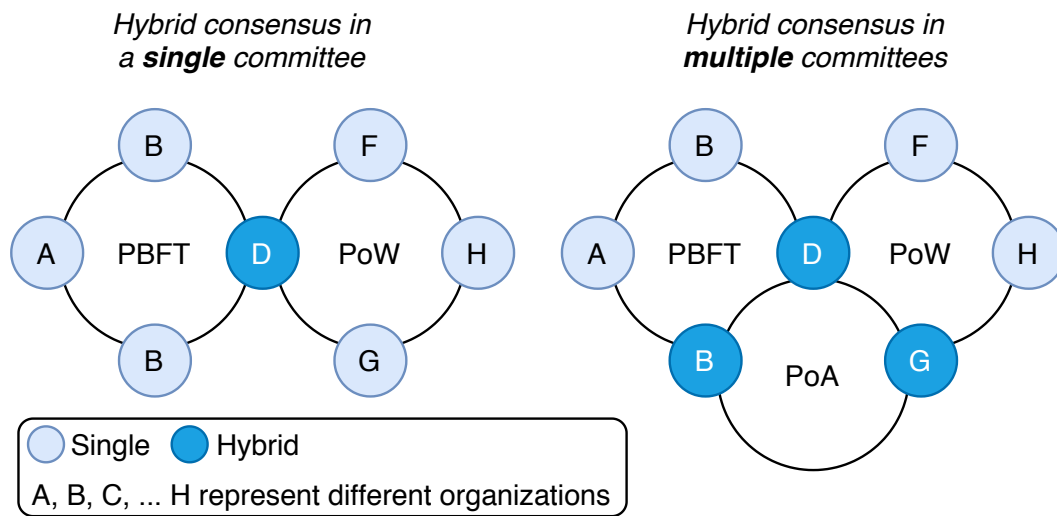 Hybrid consensus in
a single committee
Hybrid consensus in
multiple committees
B
F
A
PBFT
D
PoW
H
B
G
B
F
A
PBFT
D
PoW
H
B
PoA
G
Single
Hybrid
A, B, C, ... H represent different organizations